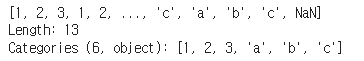 [1, 2, 3, 1, 2, ..., 'c', 'a', 'b', 'c', NaN]
Length: 13
Categories (6, object): [1, 2, 3, 'a', 'b', 'c']